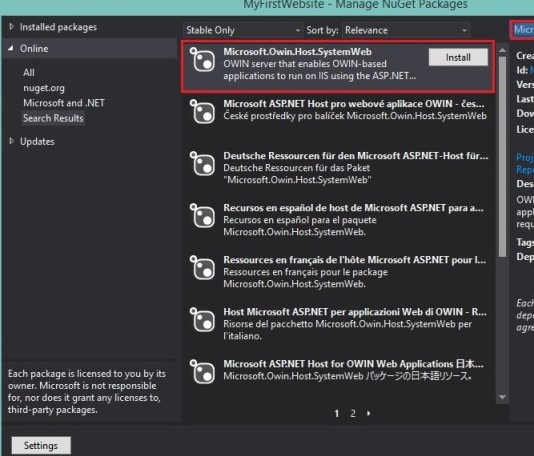 MyFirstWebsite - Manage NuGet Packages
Installed packages
Online
All
nuget.org
Microsoft and .NET
Search Results
Updates
Each package is licensed to you by its
owner. Microsoft is not responsible
for, nor does it grant any licenses to,
third-party packages.
Settings
Stable Only
Sort by: Relevance
Microsoft.Owin.Host.SystemWeb
Install
OWIN server that enables OWIN-based
applications to run on IIS using the ASP.NET...
Microsoft ASP.NET Host pro webové aplikace OWIN - čes...
České prostředky pro balíček Microsoft.Owin.Host.SystemWeb
Deutsche Ressourcen für den Microsoft ASP.NET-Host für...
Deutsche Ressourcen für das Paket
"Microsoft.Owin.Host.SystemWeb"
Recursos en español de host de Microsoft ASP.NET para a...
Recursos en español para el paquete
Microsoft.Owin.Host.SystemWeb.
Ressources en français de l'hôte Microsoft ASP.NET pour l...
Ressources en français pour le package
Microsoft.Owin.Host.SystemWeb.
Host Microsoft ASP.NET per applicazioni Web di OWIN - R...
Risorse del pacchetto Microsoft.Owin.Host.SystemWeb per
l'italiano.
Microsoft ASP.NET Host for OWIN Web Applications 日本...
Microsoft.Owin.Host.SystemWeb パッケージの日本語リソース。
1 2
Micr
Crea
Id:
Vers
Last
Dow
Lice
Proje
Repo
Desc
OWI
appl
requ
Tags
Dep
Each
depe
agre